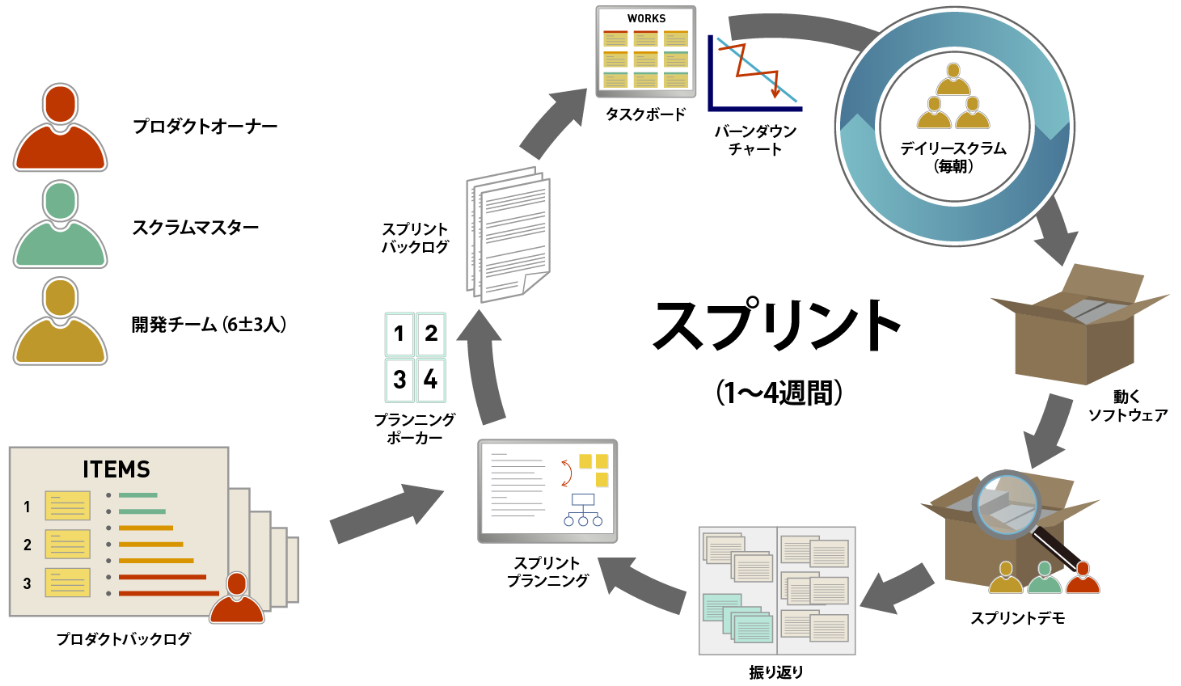 プロダクトオーナー
スクラムマスター
開発チーム（6±3人）
ITEMS
1
2
3
プロダクトバックログ
スプリント
プランニング
1 2
3 4
プランニング
ポーカー
スプリント
バックログ
WORKS
タスクボード
バーンダウン
チャート
デイリースクラム
（毎朝）
動く
ソフトウェア
スプリントデモ
振り返り
スプリント
（1〜4週間）